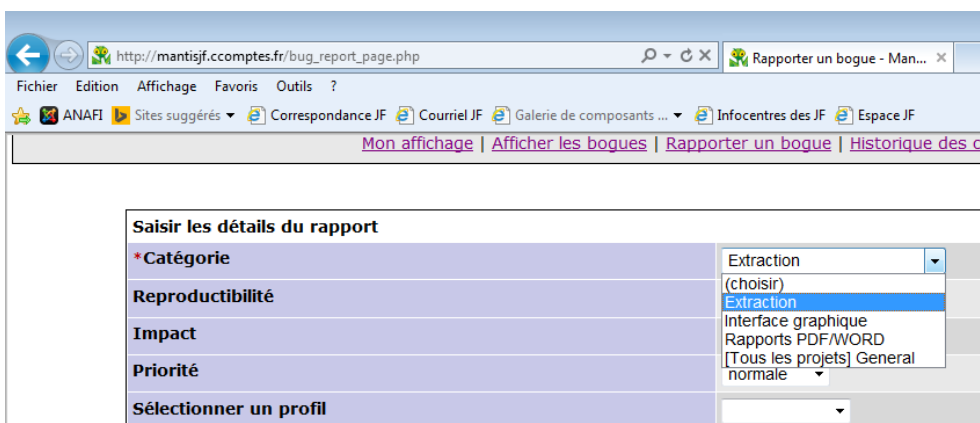 http://mantisjf.ccomptes.fr/bug_report_page.php Rapporter un bogue - Man...
Fichier Edition Affichage Favoris Outils ?
ANAFI Sites suggérés Correspondance JF Courriel JF Galerie de composants ... Infocentres des JF Espace JF
Mon affichage | Afficher les bogues | Rapporter un bogue | Historique des c
Saisir les détails du rapport
*Catégorie Extraction
(choisir)
Reproductibilité Extraction
Interface graphique
Impact Rapports PDF/WORD
[Tous les projets] General
Priorité normale
Sélectionner un profil